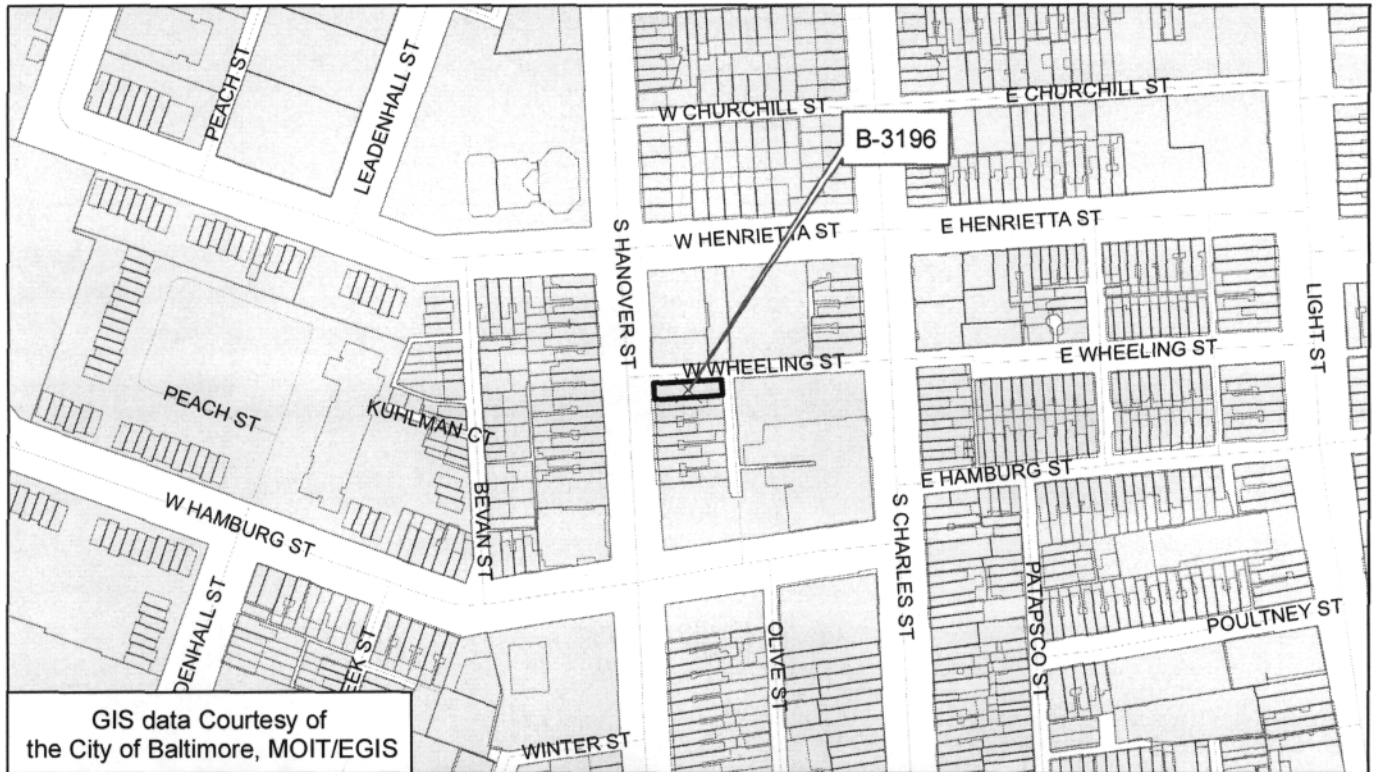 PEACH ST
LEADENHALL ST
W CHURCHILL ST
E CHURCHILL ST
B-3196
S HANOVER ST
W HENRIETTA ST
E HENRIETTA ST
LIGHT ST
W WHEELING ST
E WHEELING ST
PEACH ST
KUHLMAN CT
W HAMBURG ST
BEVAN ST
E HAMBURG ST
S CHARLES ST
PATAPSCO ST
POULTNEY ST
OLIVE ST
DENHALL ST
EEK ST
WINTER ST
GIS data Courtesy of
the City of Baltimore, MOIT/EGIS